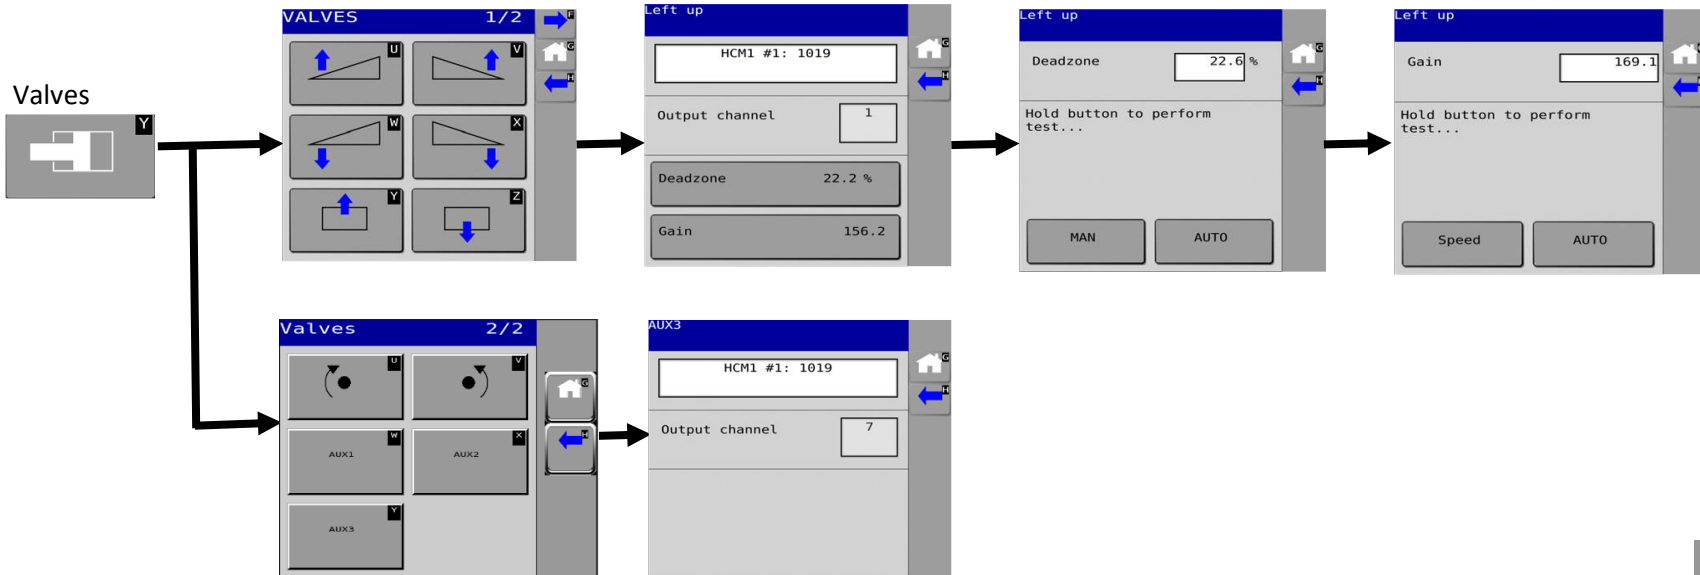 Valves
Y
VALVES 1/2
F
G
H
U
V
W
X
Y
Z
Left up
HCM1 #1: 1019
Output channel 1
Deadzone 22.2 %
Gain 156.2
G
H
Left up
Deadzone 22.6 %
Hold button to perform
test...
MAN AUTO
G
H
Left up
Gain 169.1
Hold button to perform
test...
Speed AUTO
G
H
Valves 2/2
U
V
G
W
AUX1
X
AUX2
H
Y
AUX3
AUX3
HCM1 #1: 1019
Output channel 7
G
H